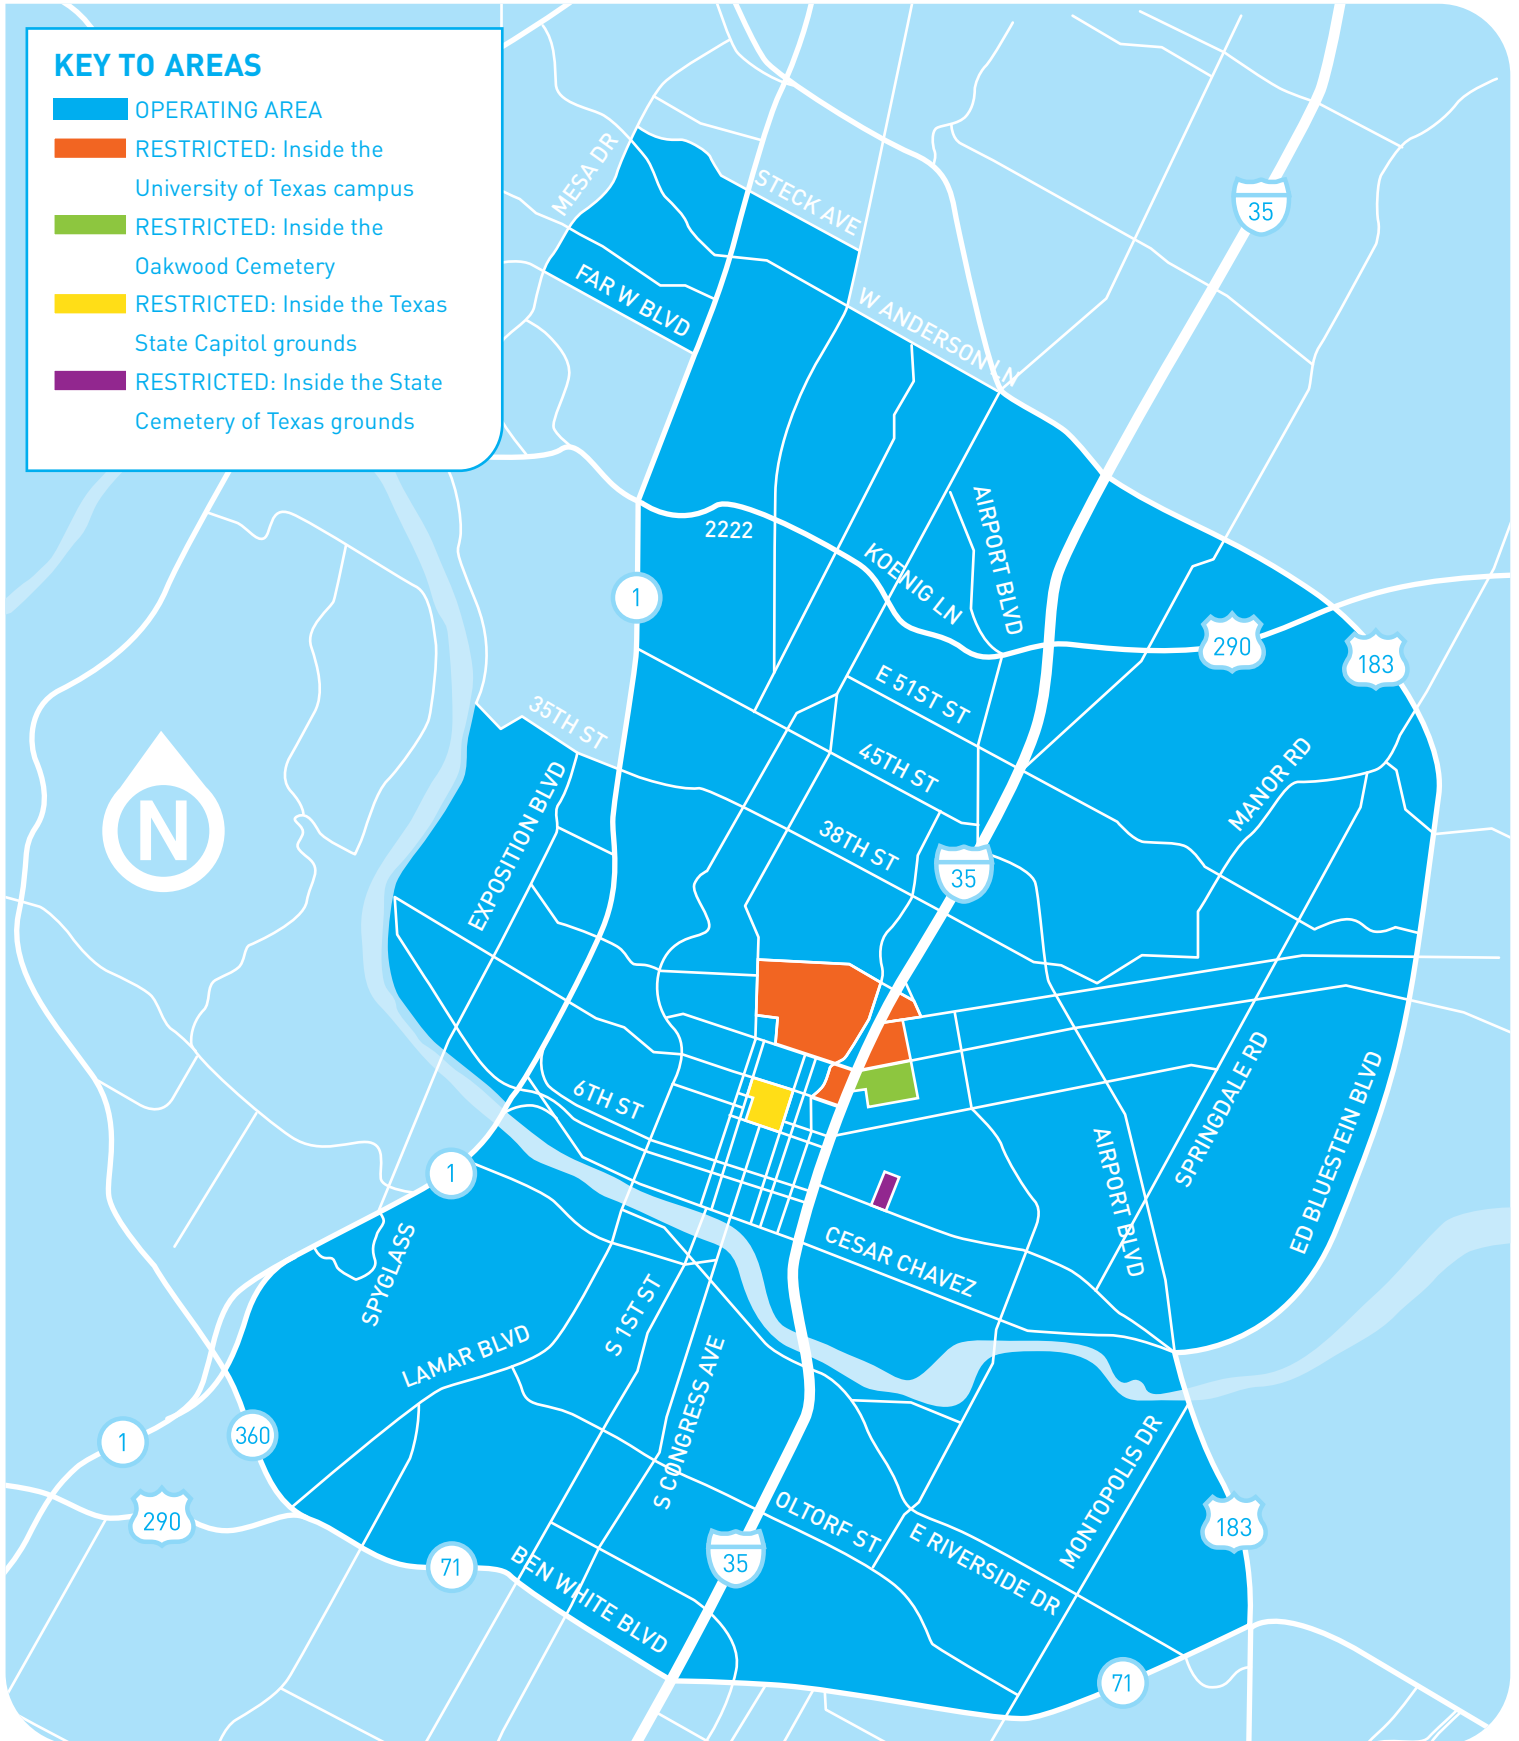 KEY TO AREAS
OPERATING AREA
RESTRICTED: Inside the
University of Texas campus
RESTRICTED: Inside the
Oakwood Cemetery
RESTRICTED: Inside the Texas
State Capitol grounds
RESTRICTED: Inside the State
Cemetery of Texas grounds
MESA DR
STECK AVE
35
FAR W BLVD
W ANDERSON LN
2222
AIRPORT BLVD
KOENIG LN
1
290
183
E 51ST ST
35TH ST
45TH ST
MANOR RD
N
EXPOSITION BLVD
38TH ST
35
6TH ST
SPRINGDALE RD
ED BLUESTEIN BLVD
AIRPORT BLVD
1
SPYGLASS
CESAR CHAVEZ
S 1ST ST
LAMAR BLVD
S CONGRESS AVE
1
360
MONTOPOLIS DR
290
OLTORF ST
E RIVERSIDE DR
183
35
71
BEN WHITE BLVD
71